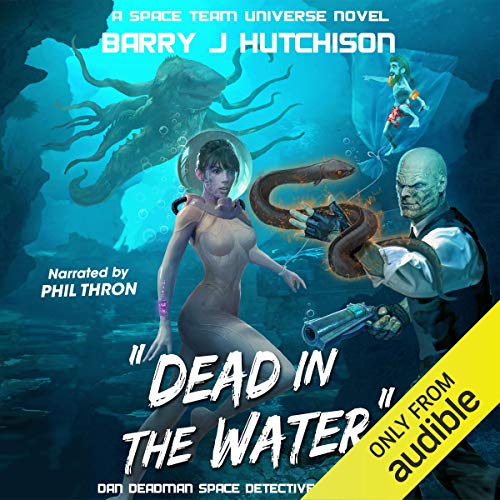 A SPACE TEAM UNIVERSE NOVEL
BARRY J HUTCHISON
Narrated by
PHIL THRON
"DEAD IN
THE WATER"
DAN DEADMAN SPACE DETECTIVE
ONLY FROM
audible